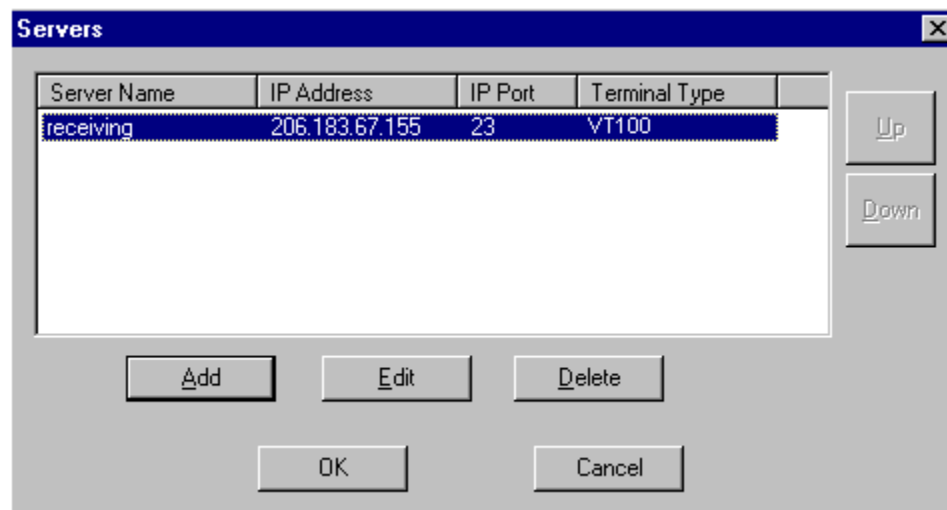 Servers
Server Name IP Address IP Port Terminal Type
receiving 206.183.67.155 23 VT100
Up
Down
Add Edit Delete
OK Cancel